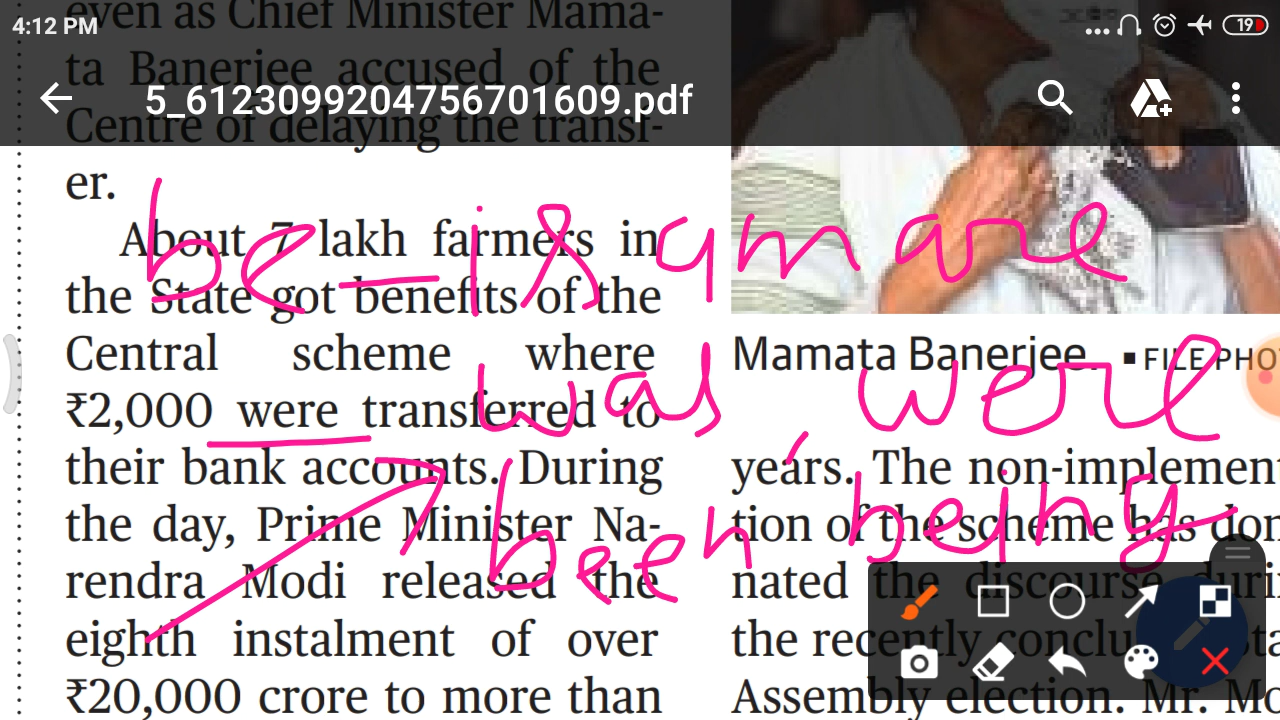 4:12 PM
19
5_6123099204756701609.pdf
even as Chief Minister Mama-
ta Banerjee accused of the
Centre of delaying the transf-
er.
About 7 lakh farmers in
the State got benefits of the
Central scheme where
₹2,000 were transferred to
their bank accounts. During
the day, Prime Minister Na-
rendra Modi released the
eighth instalment of over
₹20,000 crore to more than
Mamata Banerjee. ▪ FILE PHO
years. The non-implement
tion of the scheme has don
nated the discourse duri
the recently conclu sta
Assembly election. Mr. Mo
be - is am are
was, were
been being